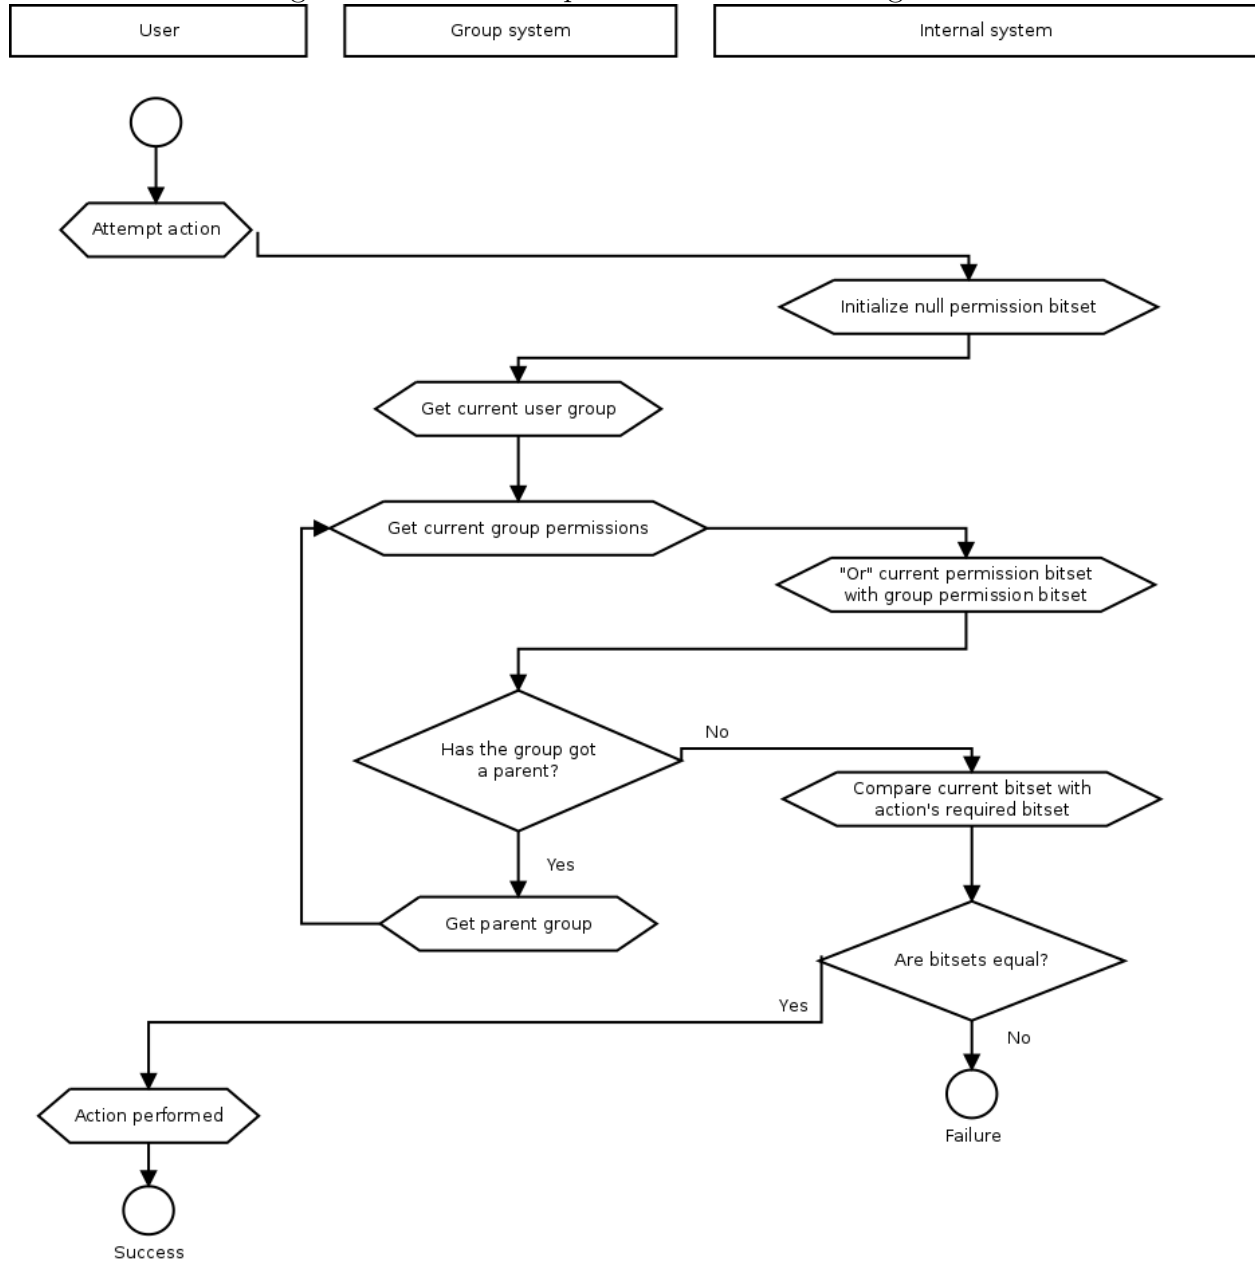 User
Group system
Internal system
Attempt action
Initialize null permission bitset
Get current user group
Get current group permissions
"Or" current permission bitset
with group permission bitset
Has the group got
a parent?
No
Compare current bitset with
action's required bitset
Yes
Get parent group
Are bitsets equal?
Yes
No
Action performed
Failure
Success